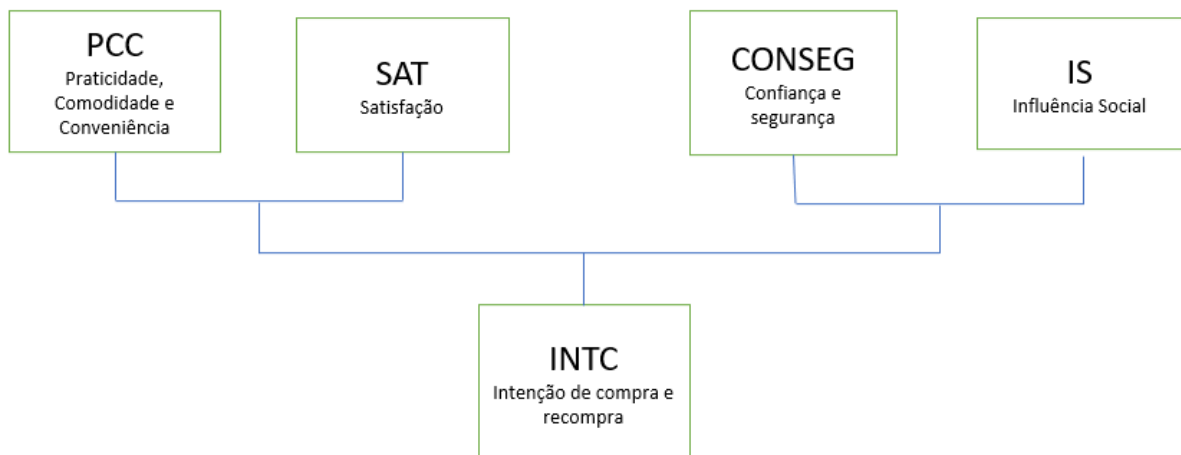 PCC
Praticidade,
Comodidade e
Conveniência
SAT
Satisfação
CONSEG
Confiança e
segurança
IS
Influência Social
INTC
Intenção de compra e
recompra